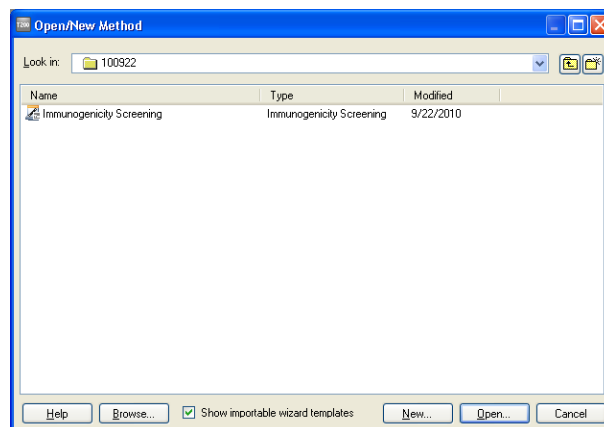 T200 Open/New Method
Look in: 100922
Name Type Modified
Immunogenicity Screening Immunogenicity Screening 9/22/2010
Help Browse... Show importable wizard templates New... Open... Cancel